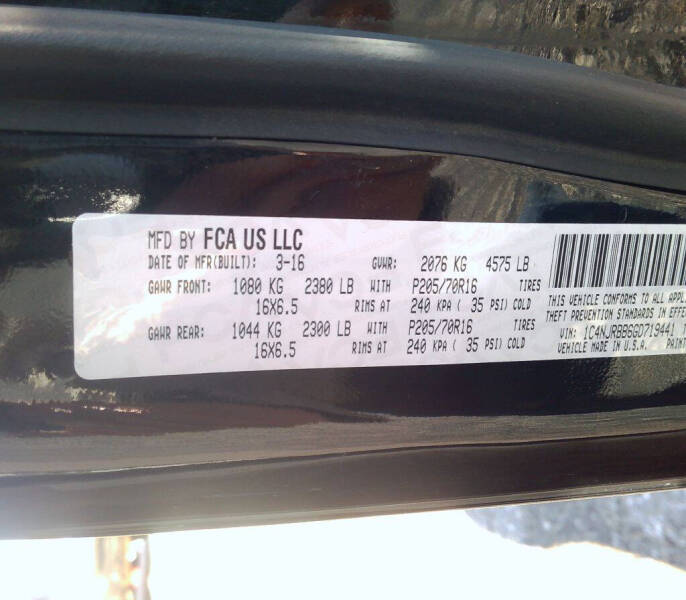 MFD BY FCA US LLC
DATE OF MFR(BUILT): 3-16 GVWR: 2076 KG 4575 LB
GAWR FRONT: 1080 KG 2380 LB WITH P205/70R16 TIRES
16X6.5 RIMS AT 240 KPA ( 35 PSI) COLD
GAWR REAR: 1044 KG 2300 LB WITH P205/70R16 TIRES
16X6.5 RIMS AT 240 KPA ( 35 PSI) COLD
THIS VEHICLE CONFORMS TO ALL APPL
THEFT PREVENTION STANDARDS IN EFFE
VIN: 1C4NJRBB6GD719441
VEHICLE MADE IN U.S.A. PAINT